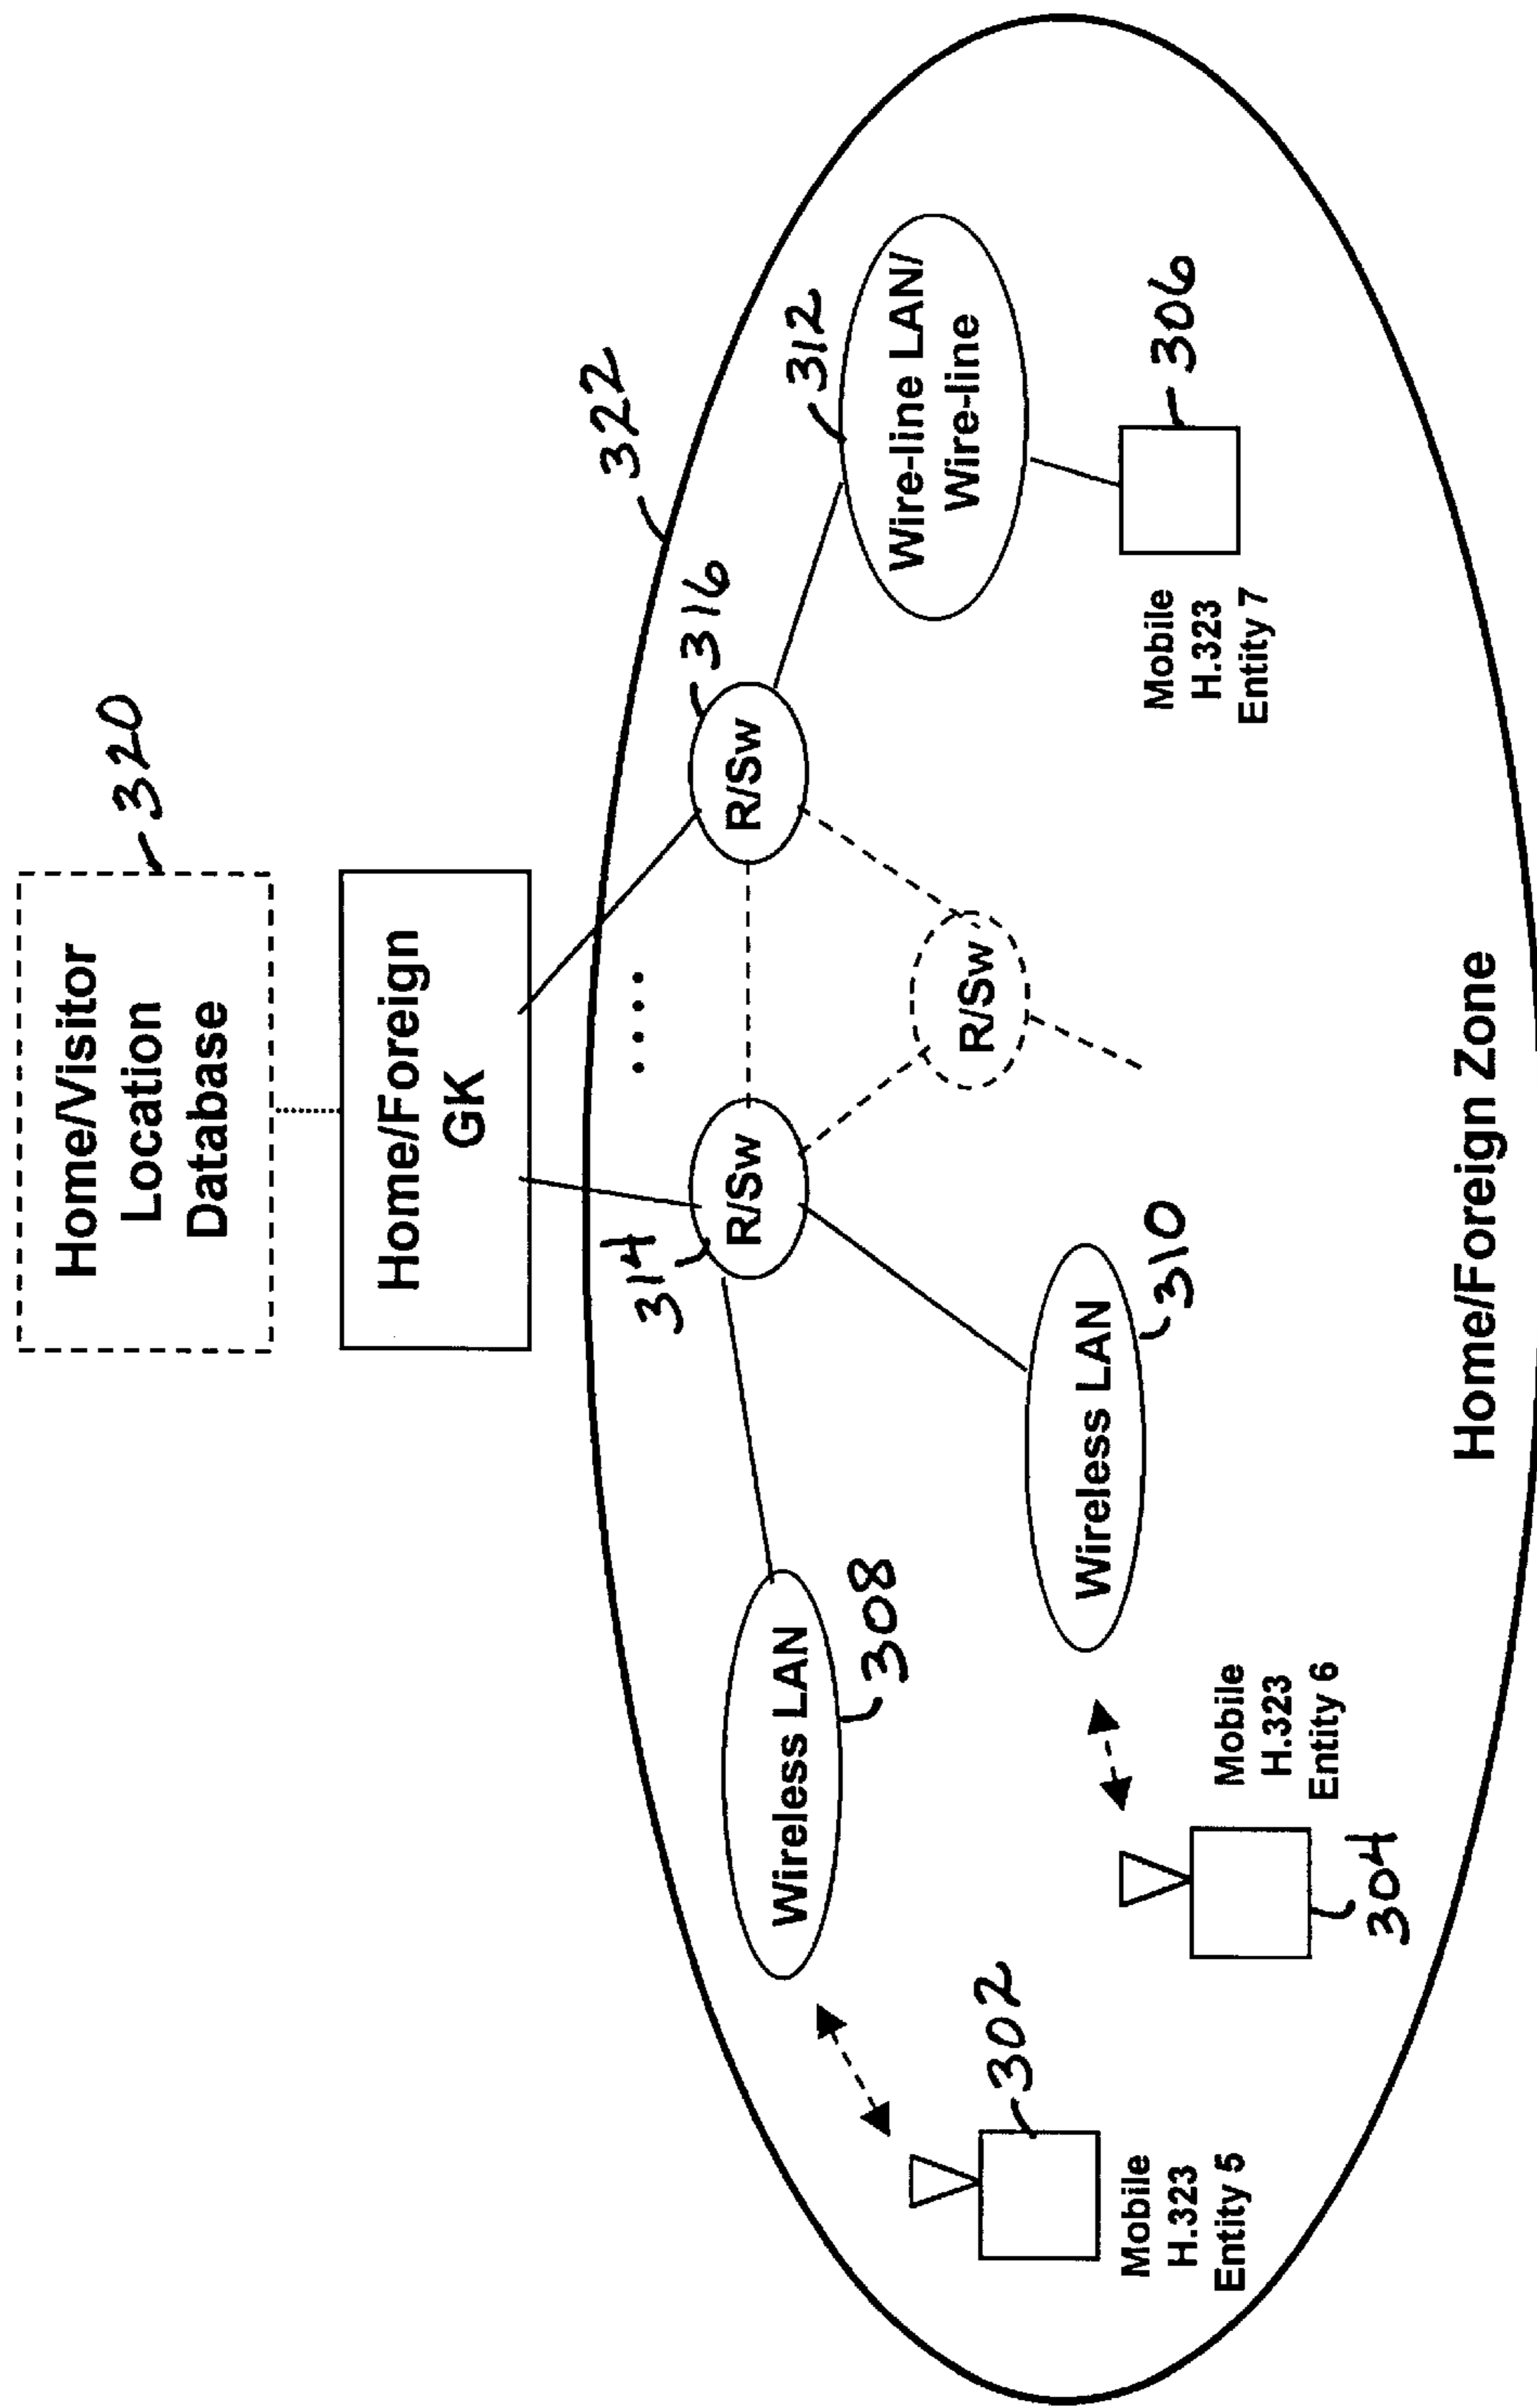 Home/Visitor
Location
Database
320
Home/Foreign
GK
322
314
R/Sw
....
R/Sw
316
R/Sw
Wireless LAN
308
Wireless LAN
310
312
Wire-line LAN/
Wire-line
302
Mobile
H.323
Entity 5
304
Mobile
H.323
Entity 6
306
Mobile
H.323
Entity 7
Home/Foreign Zone